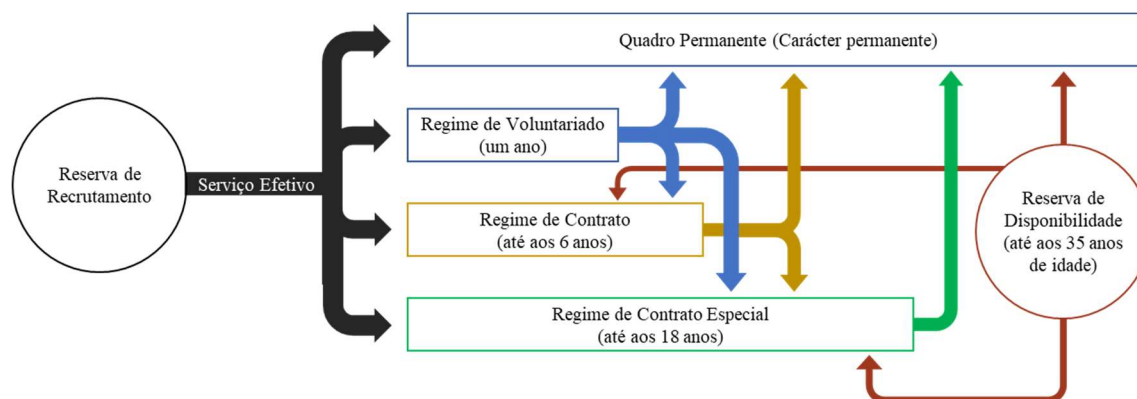 Quadro Permanente (Carácter permanente)
Regime de Voluntariado
(um ano)
Reserva de
Recrutamento
Serviço Efetivo
Regime de Contrato
(até aos 6 anos)
Reserva de
Disponibilidade
(até aos 35 anos
de idade)
Regime de Contrato Especial
(até aos 18 anos)